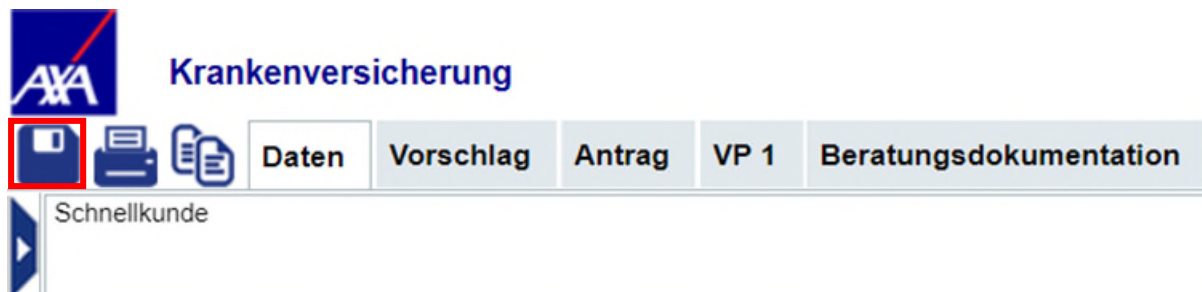 AXA
Krankenversicherung
Daten Vorschlag Antrag VP 1 Beratungsdokumentation
Schnellkunde